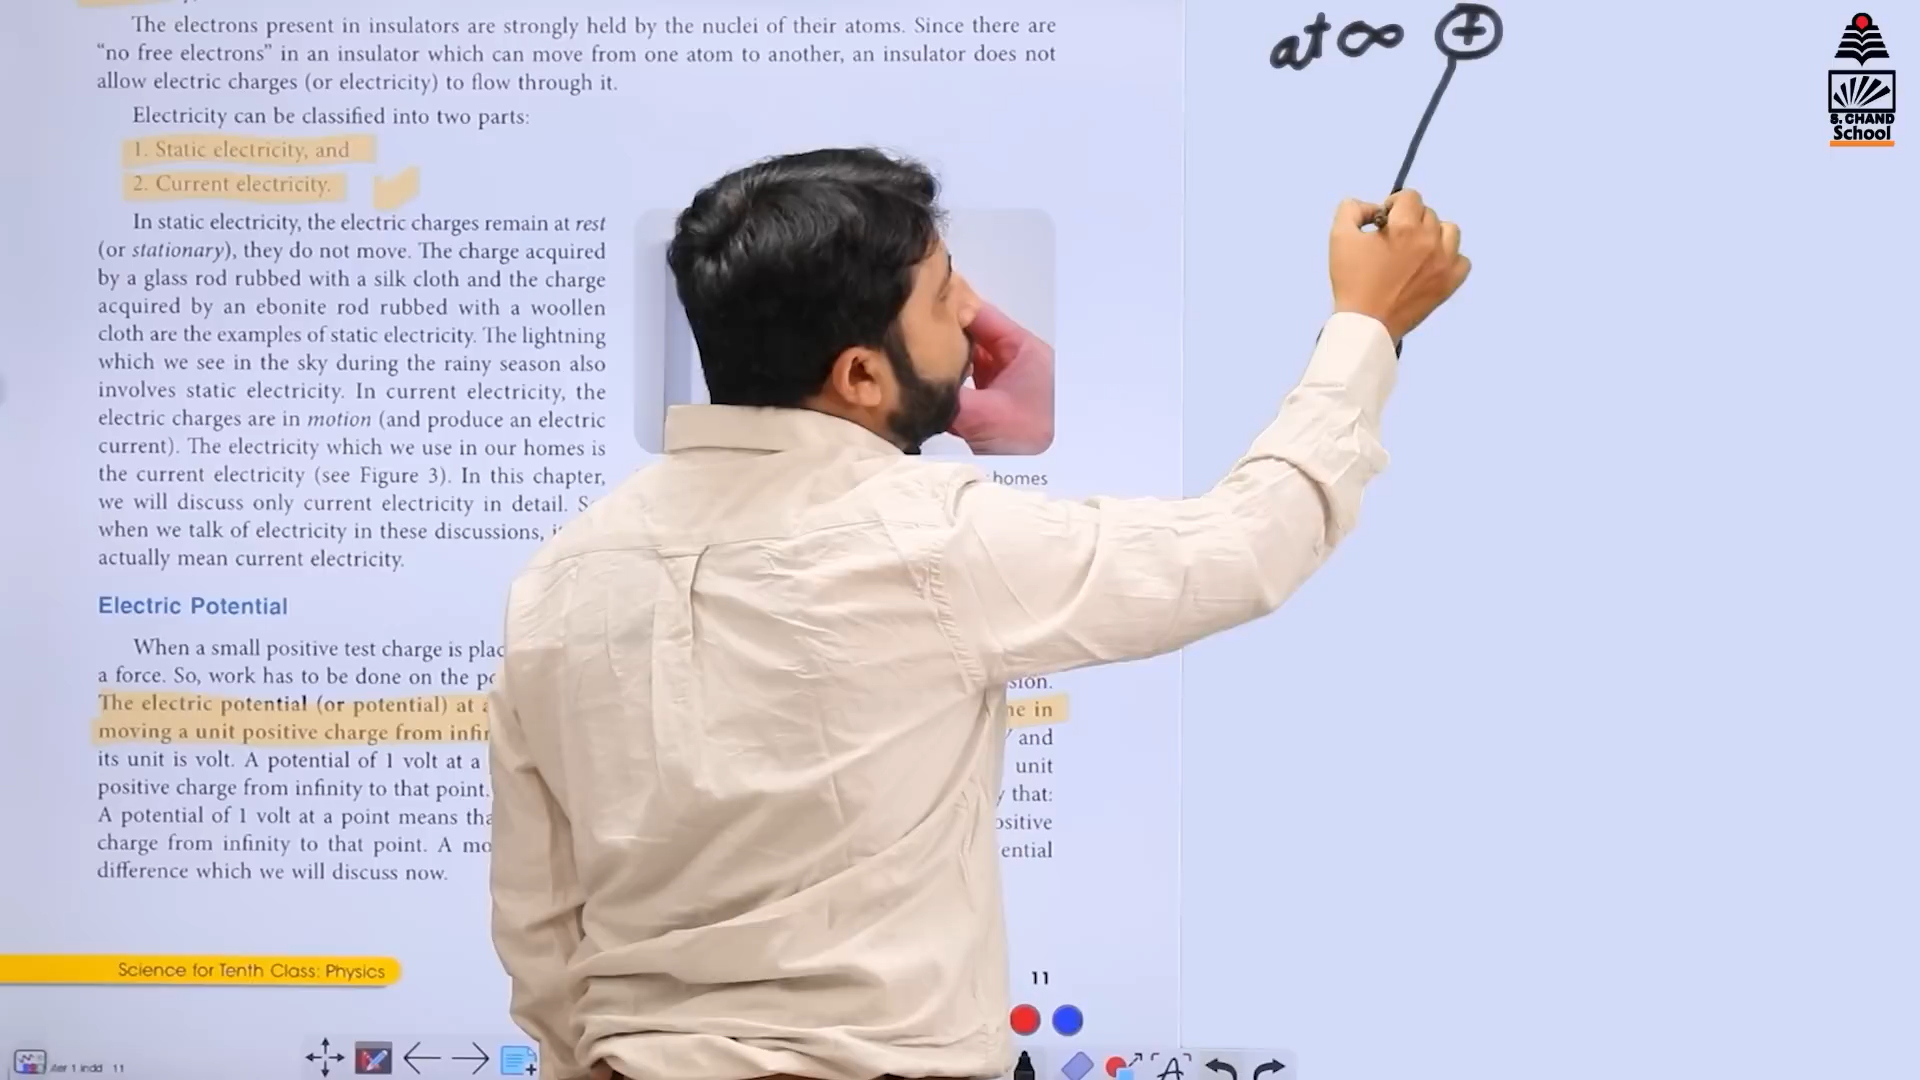 The electrons present in insulators are strongly held by the nuclei of their atoms. Since there are
“no free electrons” in an insulator which can move from one atom to another, an insulator does not
allow electric charges (or electricity) to flow through it.
Electricity can be classified into two parts:
1. Static electricity, and
2. Current electricity.
In static electricity, the electric charges remain at rest
(or stationary), they do not move. The charge acquired
by a glass rod rubbed with a silk cloth and the charge
acquired by an ebonite rod rubbed with a woollen
cloth are the examples of static electricity. The lightning
which we see in the sky during the rainy season also
involves static electricity. In current electricity, the
electric charges are in motion (and produce an electric
current). The electricity which we use in our homes is
the current electricity (see Figure 3). In this chapter,
we will discuss only current electricity in detail.
when we talk of electricity in these discussions,
actually mean current electricity.
homes
Electric Potential
When a small positive test charge is
a force. So, work has to be done on the
The electric potential (or potential) at
moving a unit positive charge from
its unit is volt. A potential of 1 volt at a
and
positive charge from infinity to that point.
unit
A potential of 1 volt at a point means
that:
charge from infinity to that point. A
difference which we will discuss now.
Science for Tenth Class: Physics
11
at ∞ +
S. CHAND
School
11
A